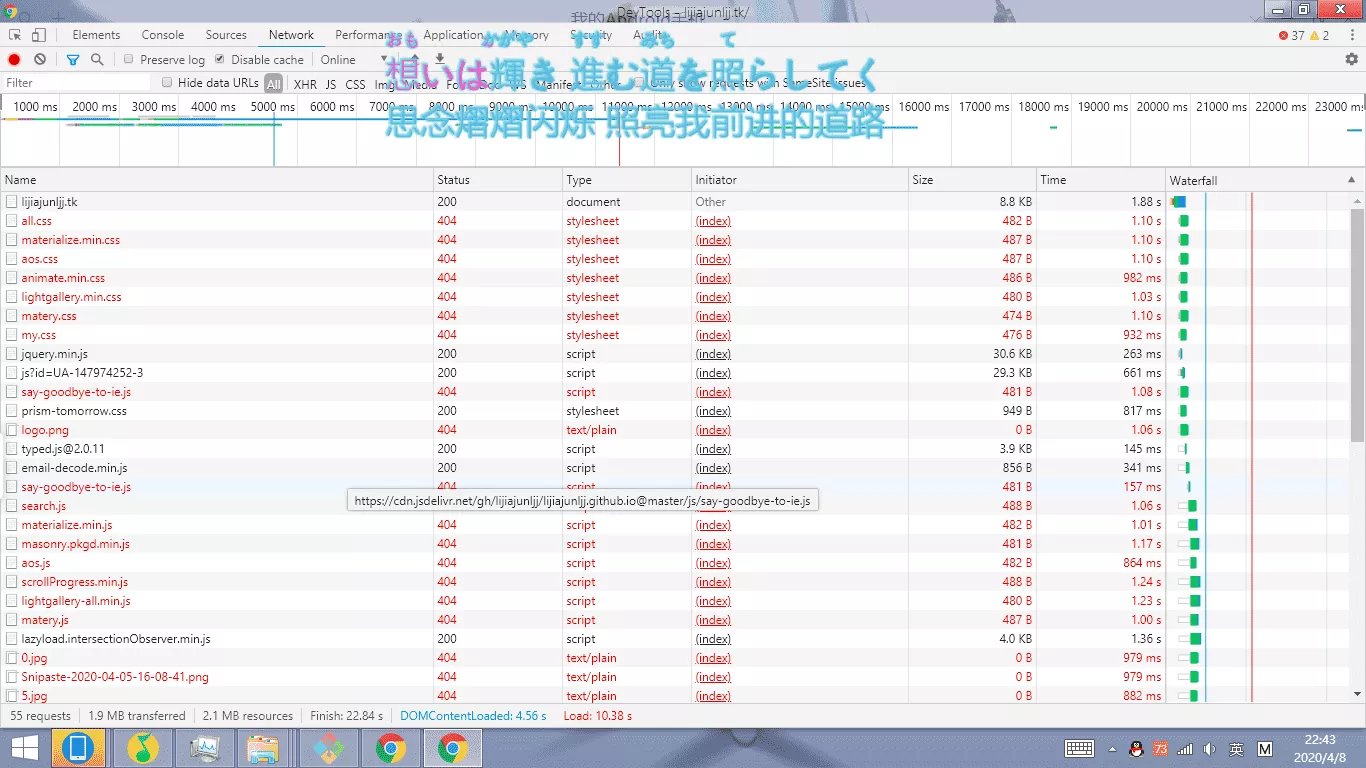 我的Android手机
DevTools - lijiajunljj.tk/
Elements Console Sources Network Performance Application Memory Security Audits 37 2
Preserve log Disable cache Online
Filter Hide data URLs All XHR JS CSS Img Media Font Doc WS Manifest Other Only show requests with SameSite issues
おも かがや すす みち て
想いは輝き 進む道を照らしてく
思念熠熠闪烁 照亮我前进的道路
1000 ms 2000 ms 3000 ms 4000 ms 5000 ms 6000 ms 7000 ms 8000 ms 9000 ms 10000 ms 11000 ms 12000 ms 13000 ms 14000 ms 15000 ms 16000 ms 17000 ms 18000 ms 19000 ms 20000 ms 21000 ms 22000 ms 23000 ms
Name Status Type Initiator Size Time Waterfall
lijiajunljj.tk 200 document Other 8.8 KB 1.88 s
all.css 404 stylesheet (index) 482 B 1.10 s
materialize.min.css 404 stylesheet (index) 487 B 1.10 s
aos.css 404 stylesheet (index) 487 B 1.10 s
animate.min.css 404 stylesheet (index) 486 B 982 ms
lightgallery.min.css 404 stylesheet (index) 480 B 1.03 s
matery.css 404 stylesheet (index) 474 B 1.10 s
my.css 404 stylesheet (index) 476 B 932 ms
jquery.min.js 200 script (index) 30.6 KB 263 ms
js?id=UA-147974252-3 200 script (index) 29.3 KB 661 ms
say-goodbye-to-ie.js 404 script (index) 481 B 1.08 s
prism-tomorrow.css 200 stylesheet (index) 949 B 817 ms
logo.png 404 text/plain (index) 0 B 1.06 s
typed.js@2.0.11 200 script (index) 3.9 KB 145 ms
email-decode.min.js 200 script (index) 856 B 341 ms
say-goodbye-to-ie.js 404 script (index) 481 B 157 ms
https://cdn.jsdelivr.net/gh/lijiajunljj/lijiajunljj.github.io@master/js/say-goodbye-to-ie.js
search.js 488 B 1.06 s
materialize.min.js 404 script (index) 482 B 1.01 s
masonry.pkgd.min.js 404 script (index) 481 B 1.17 s
aos.js 404 script (index) 482 B 864 ms
scrollProgress.min.js 404 script (index) 488 B 1.24 s
lightgallery-all.min.js 404 script (index) 480 B 1.23 s
matery.js 404 script (index) 487 B 1.00 s
lazyload.intersectionObserver.min.js 200 script (index) 4.0 KB 1.36 s
0.jpg 404 text/plain (index) 0 B 979 ms
Snipaste-2020-04-05-16-08-41.png 404 text/plain (index) 0 B 979 ms
5.jpg 404 text/plain (index) 0 B 882 ms
55 requests 1.9 MB transferred 2.1 MB resources Finish: 22.84 s DOMContentLoaded: 4.56 s Load: 10.38 s
73 英 M 22:43
2020/4/8